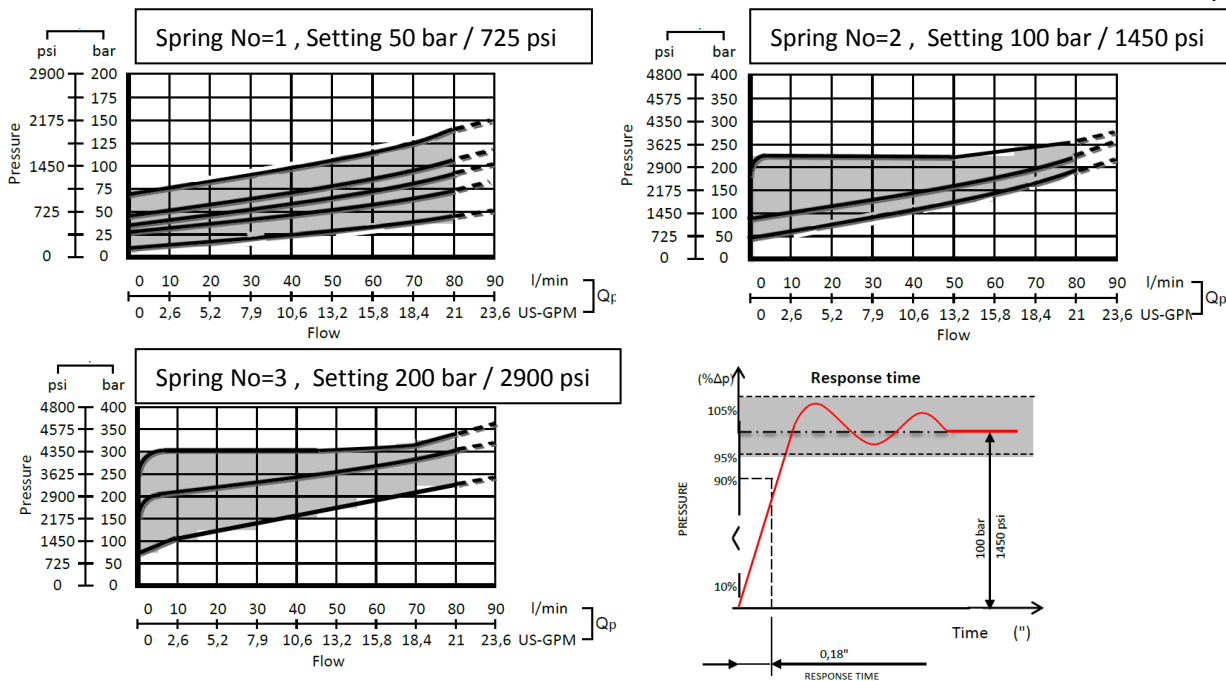 Spring No=1 , Setting 50 bar / 725 psi
psi bar
2900 200
175
2175 150
125
1450 100
75
725 50
25
0 0
Pressure
0 10 20 30 40 50 60 70 80 90 l/min
0 2,6 5,2 7,9 10,6 13,2 15,8 18,4 21 23,6 US-GPM
Qp
Flow
Spring No=2 , Setting 100 bar / 1450 psi
psi bar
4800 400
4575 350
4350 300
3625 250
2900 200
2175 150
1450 100
725 50
0 0
Pressure
0 10 20 30 40 50 60 70 80 90 l/min
0 2,6 5,2 7,9 10,6 13,2 15,8 18,4 21 23,6 US-GPM
Qp
Flow
Spring No=3 , Setting 200 bar / 2900 psi
psi bar
4800 400
4575 350
4350 300
3625 250
2900 200
2175 150
1450 100
725 50
0 0
Pressure
0 10 20 30 40 50 60 70 80 90 l/min
0 2,6 5,2 7,9 10,6 13,2 15,8 18,4 21 23,6 US-GPM
Qp
Flow
(%Δp)
Response time
105%
95%
90%
10%
PRESSURE
100 bar
1450 psi
Time (")
0,18"
RESPONSE TIME